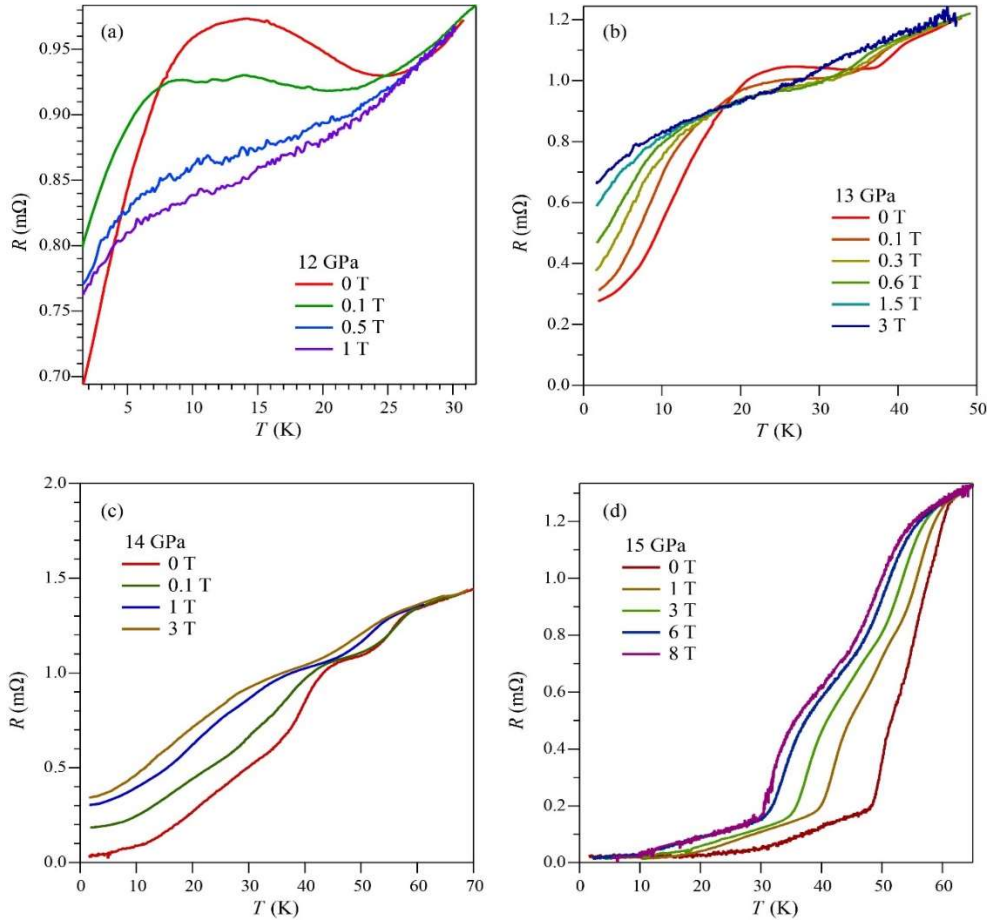 (a)
0.95
0.90
0.85
0.80
0.75
0.70
R (mΩ)
12 GPa
0 T
0.1 T
0.5 T
1 T
5 10 15 20 25 30
T (K)
(b)
1.2
1.0
0.8
0.6
0.4
0.2
0.0
R (mΩ)
13 GPa
0 T
0.1 T
0.3 T
0.6 T
1.5 T
3 T
0 10 20 30 40 50
T (K)
(c)
2.0
1.5
1.0
0.5
0.0
R (mΩ)
14 GPa
0 T
0.1 T
1 T
3 T
0 10 20 30 40 50 60 70
T (K)
(d)
1.2
1.0
0.8
0.6
0.4
0.2
0.0
R (mΩ)
15 GPa
0 T
1 T
3 T
6 T
8 T
0 10 20 30 40 50 60
T (K)